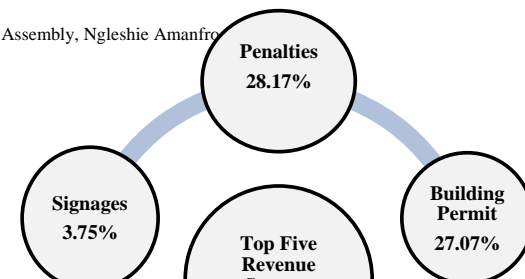 Assembly, Ngleshie Amanfro
Penalties
28.17%
Signages
3.75%
Building
Permit
27.07%
Top Five
Revenue